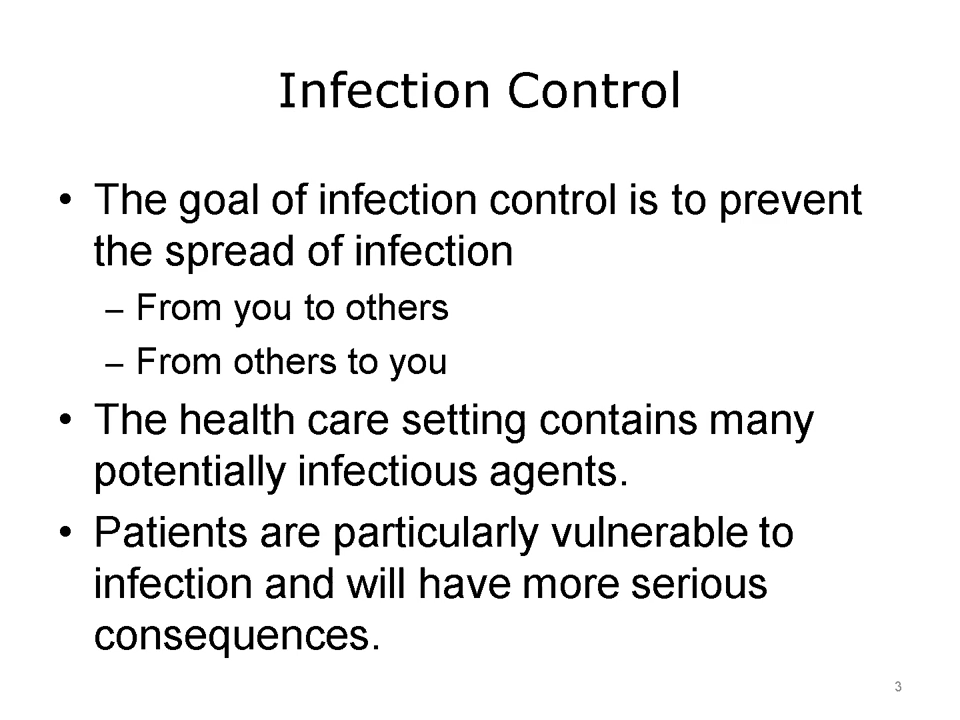 Infection Control
• The goal of infection control is to prevent
the spread of infection
– From you to others
– From others to you
• The health care setting contains many
potentially infectious agents.
• Patients are particularly vulnerable to
infection and will have more serious
consequences.
3